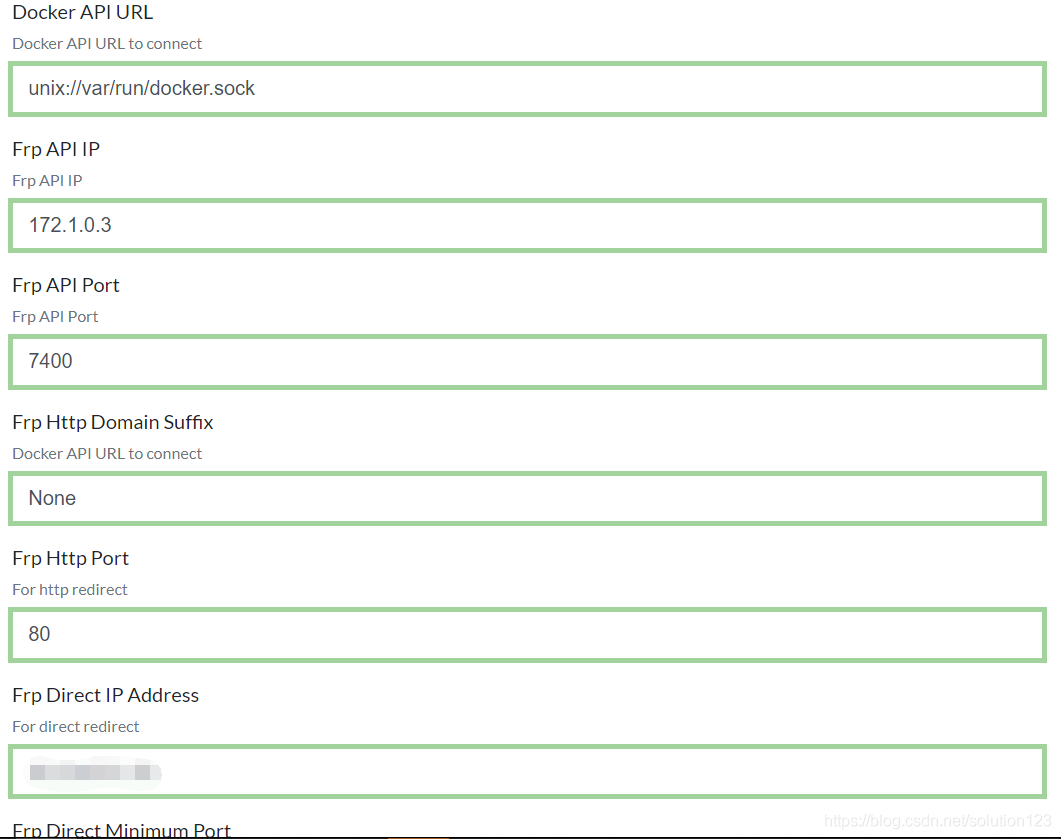 Docker API URL
Docker API URL to connect
unix://var/run/docker.sock
Frp API IP
Frp API IP
172.1.0.3
Frp API Port
Frp API Port
7400
Frp Http Domain Suffix
Docker API URL to connect
None
Frp Http Port
For http redirect
80
Frp Direct IP Address
For direct redirect
Frp Direct Minimum Port
https://blog.csdn.net/solution123